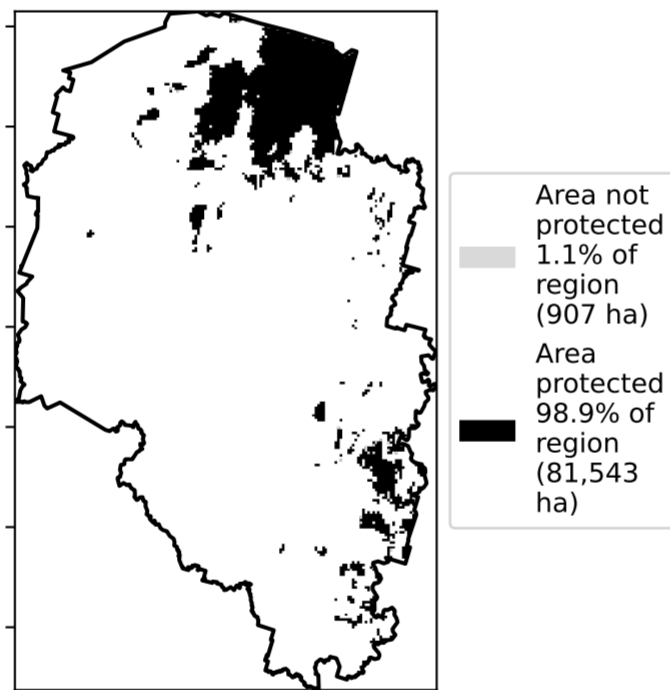 Area not
protected
1.1% of
region
(907 ha)
Area
protected
98.9% of
region
(81,543
ha)